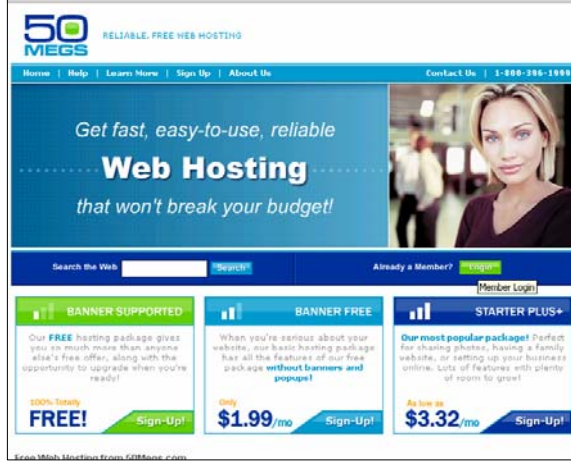 50
MEGS
RELIABLE. FREE WEB HOSTING
Home | Help | Learn More | Sign Up | About Us
Contact Us | 1-800-396-1999
Get fast, easy-to-use, reliable
Web Hosting
that won't break your budget!
Search the Web
Search
Already a Member?
Login
Member Login
BANNER SUPPORTED
Our FREE hosting package gives
you so much more than anyone
else's free offer, along with the
opportunity to upgrade when you're
ready!
100% Totally
FREE!
Sign-Up!
BANNER FREE
When you're serious about your
website, our basic hosting package
has all the features of our free
package without banners and
popups!
Only
$1.99/mo
Sign-Up!
STARTER PLUS+
Our most popular package! Perfect
for sharing photos, having a family
website, or setting up your business
online. Lots of features with plenty
of room to grow!
As low as
$3.32/mo
Sign-Up!
Free Web Hosting from 50Megs.com